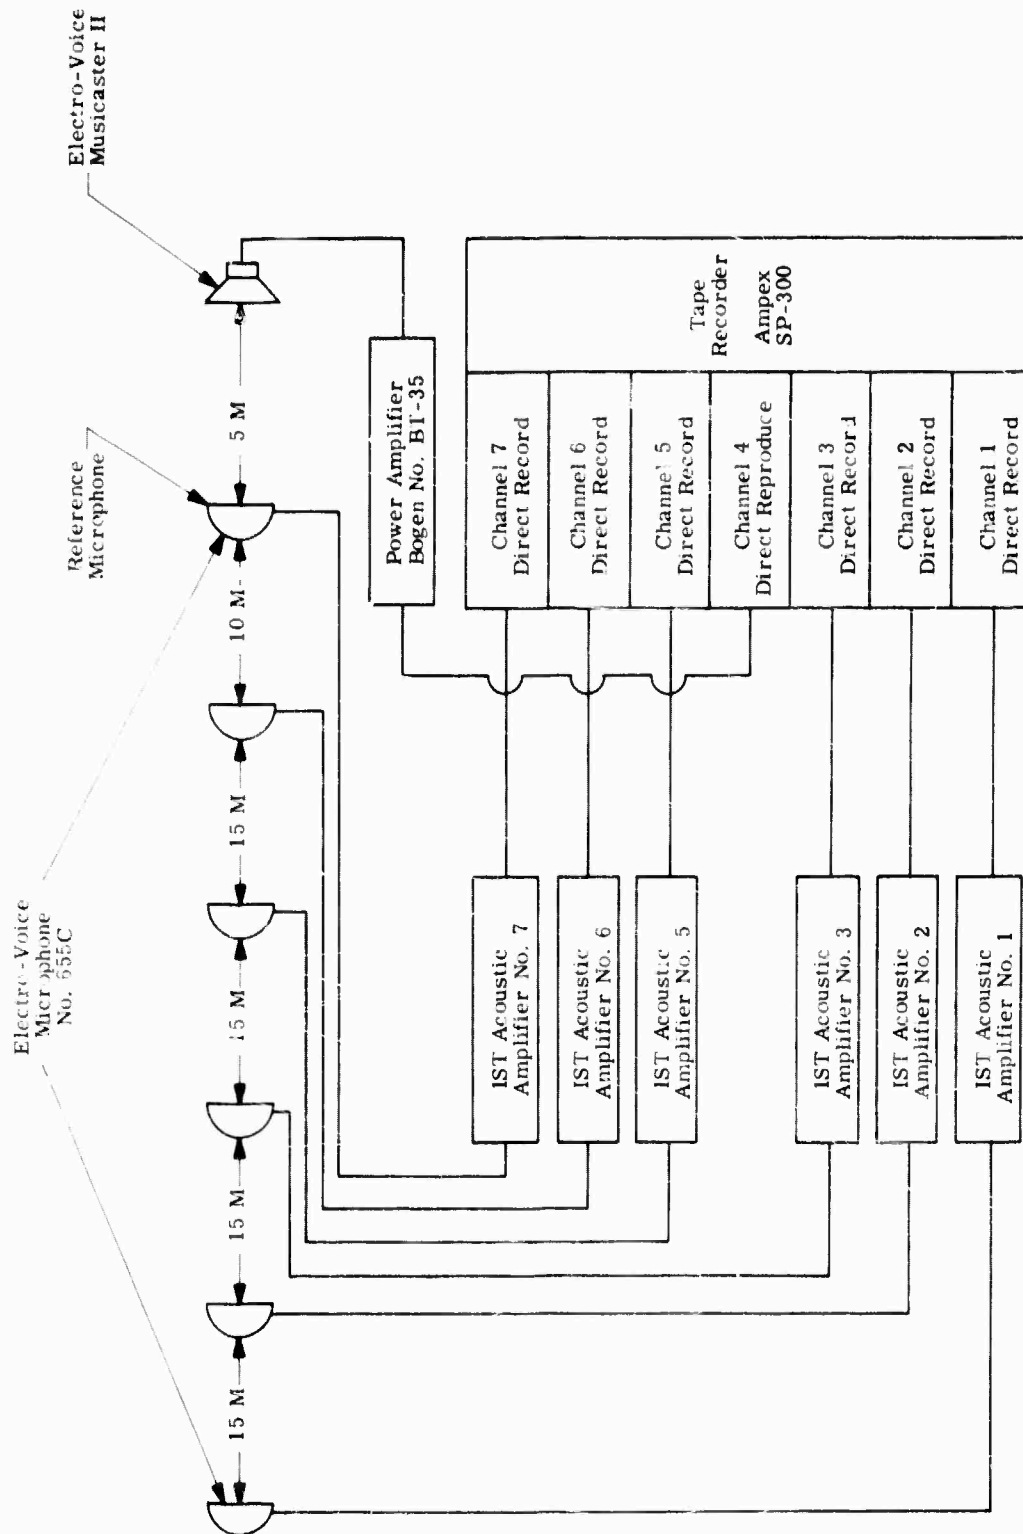 Electro-Voice
Microphone
No. 655C
Reference
Microphone
Electro-Voice
Musicaster II
15 M
15 M
15 M
15 M
10 M
5 M
Power Amplifier
Bogen No. BT-35
IST Acoustic
Amplifier No. 7
IST Acoustic
Amplifier No. 6
IST Acoustic
Amplifier No. 5
IST Acoustic
Amplifier No. 3
IST Acoustic
Amplifier No. 2
IST Acoustic
Amplifier No. 1
Channel 7
Direct Record
Channel 6
Direct Record
Channel 5
Direct Record
Channel 4
Direct Reproduce
Channel 3
Direct Record
Channel 2
Direct Record
Channel 1
Direct Record
Tape
Recorder
Ampex
SP-300